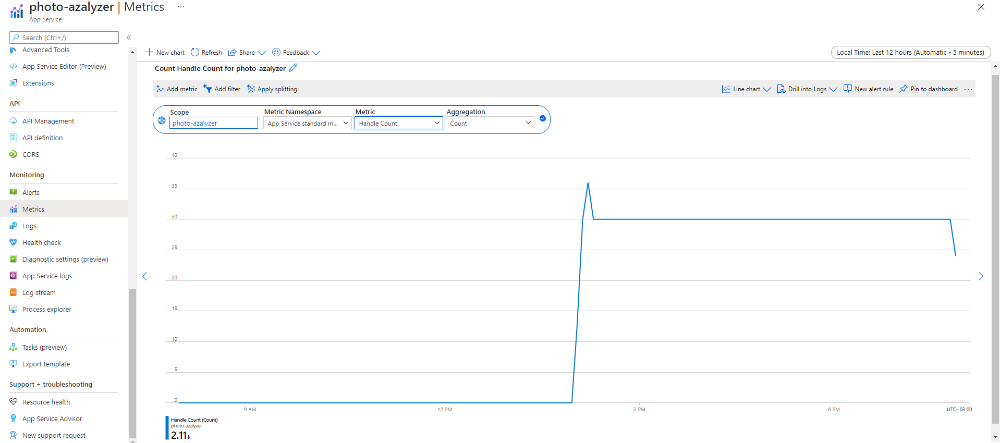 photo-azalyzer | Metrics ...
App Service
Search (Ctrl+/)
«
Advanced Tools
App Service Editor (Preview)
Extensions
API
API Management
API definition
CORS
Monitoring
Alerts
Metrics
Logs
Health check
Diagnostic settings (preview)
App Service logs
Log stream
Process explorer
Automation
Tasks (preview)
Export template
Support + troubleshooting
Resource health
App Service Advisor
New support request
New chart Refresh Share Feedback
Local Time: Last 12 hours (Automatic - 5 minutes)
Count Handle Count for photo-azalyzer
Add metric Add filter Apply splitting
Line chart Drill into Logs New alert rule Pin to dashboard ...
Scope Metric Namespace Metric Aggregation
photo-azalyzer App Service standard m... Handle Count Count
40
35
30
25
20
15
10
5
0
9 AM 12 PM 3 PM 6 PM UTC+03:00
Handle Count (Count)
photo-azalyzer
2.11 k